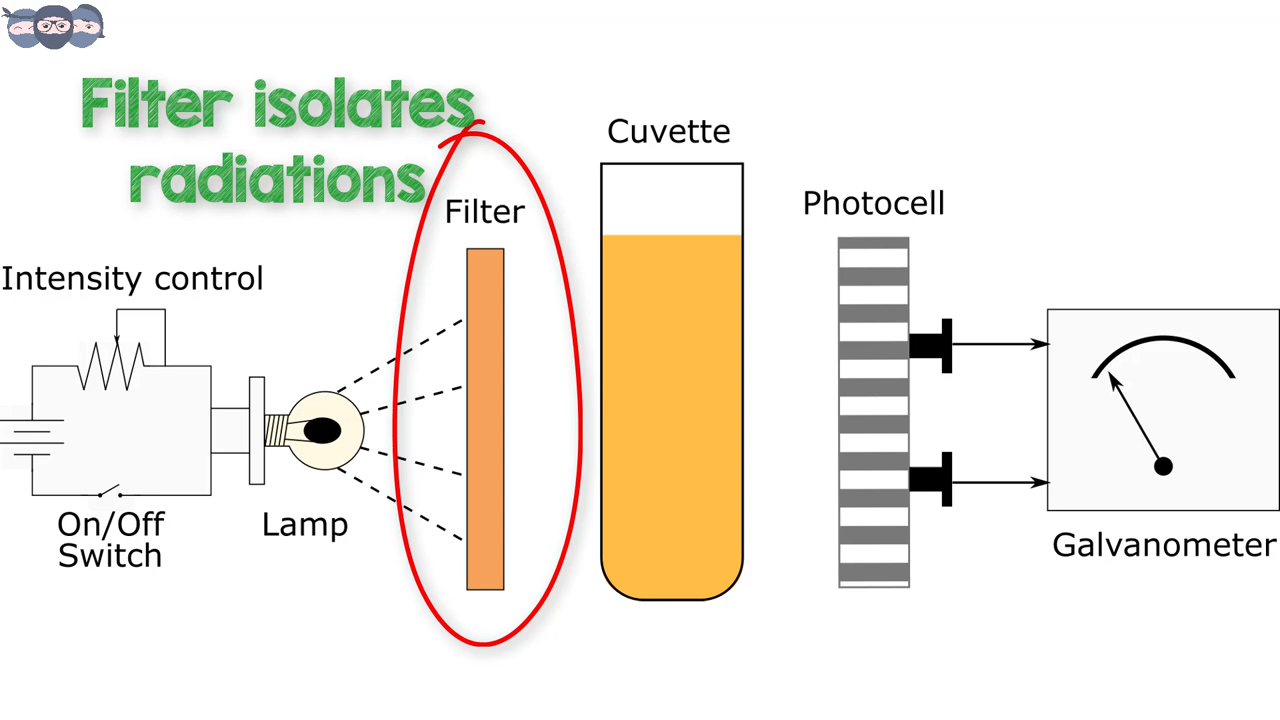 Filter isolates
radiations
Cuvette
Filter
Photocell
Intensity control
On/Off
Switch
Lamp
Galvanometer